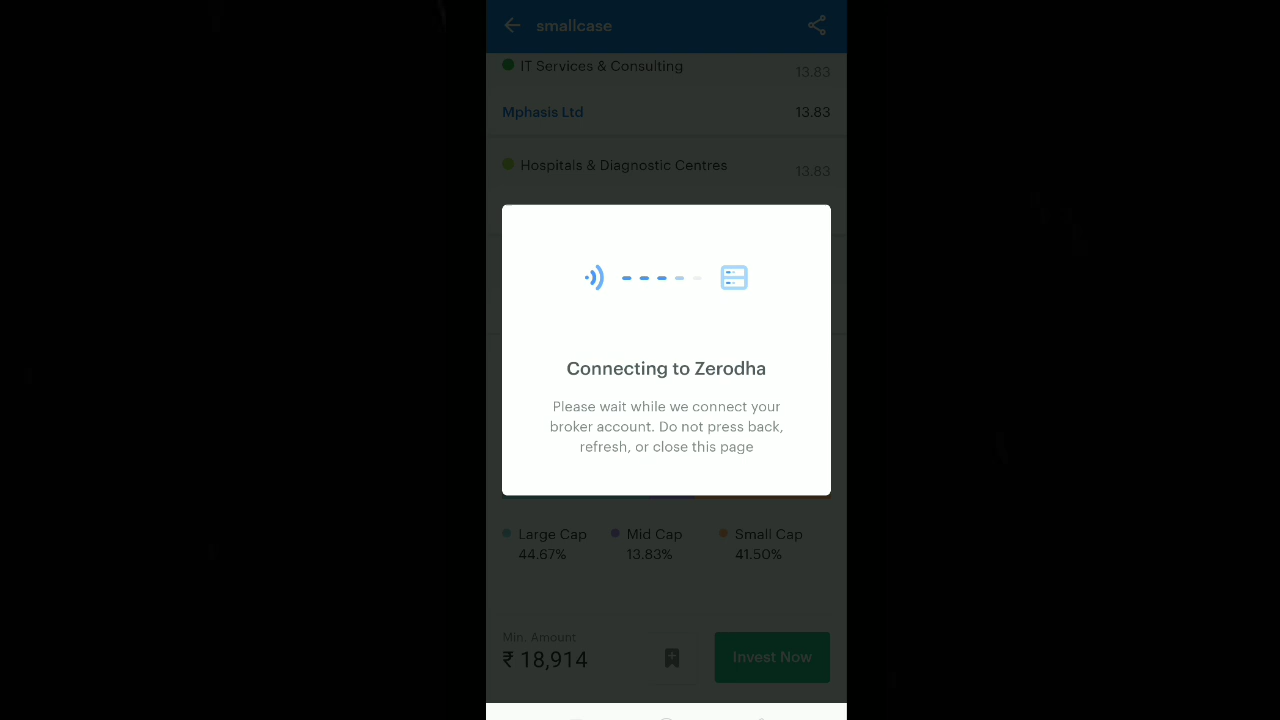 smallcase
IT Services & Consulting 13.83
Mphasis Ltd 13.83
Hospitals & Diagnostic Centres 13.83
Connecting to Zerodha
Please wait while we connect your
broker account. Do not press back,
refresh, or close this page
Large Cap Mid Cap Small Cap
44.67% 13.83% 41.50%
Min. Amount
₹ 18,914
Invest Now